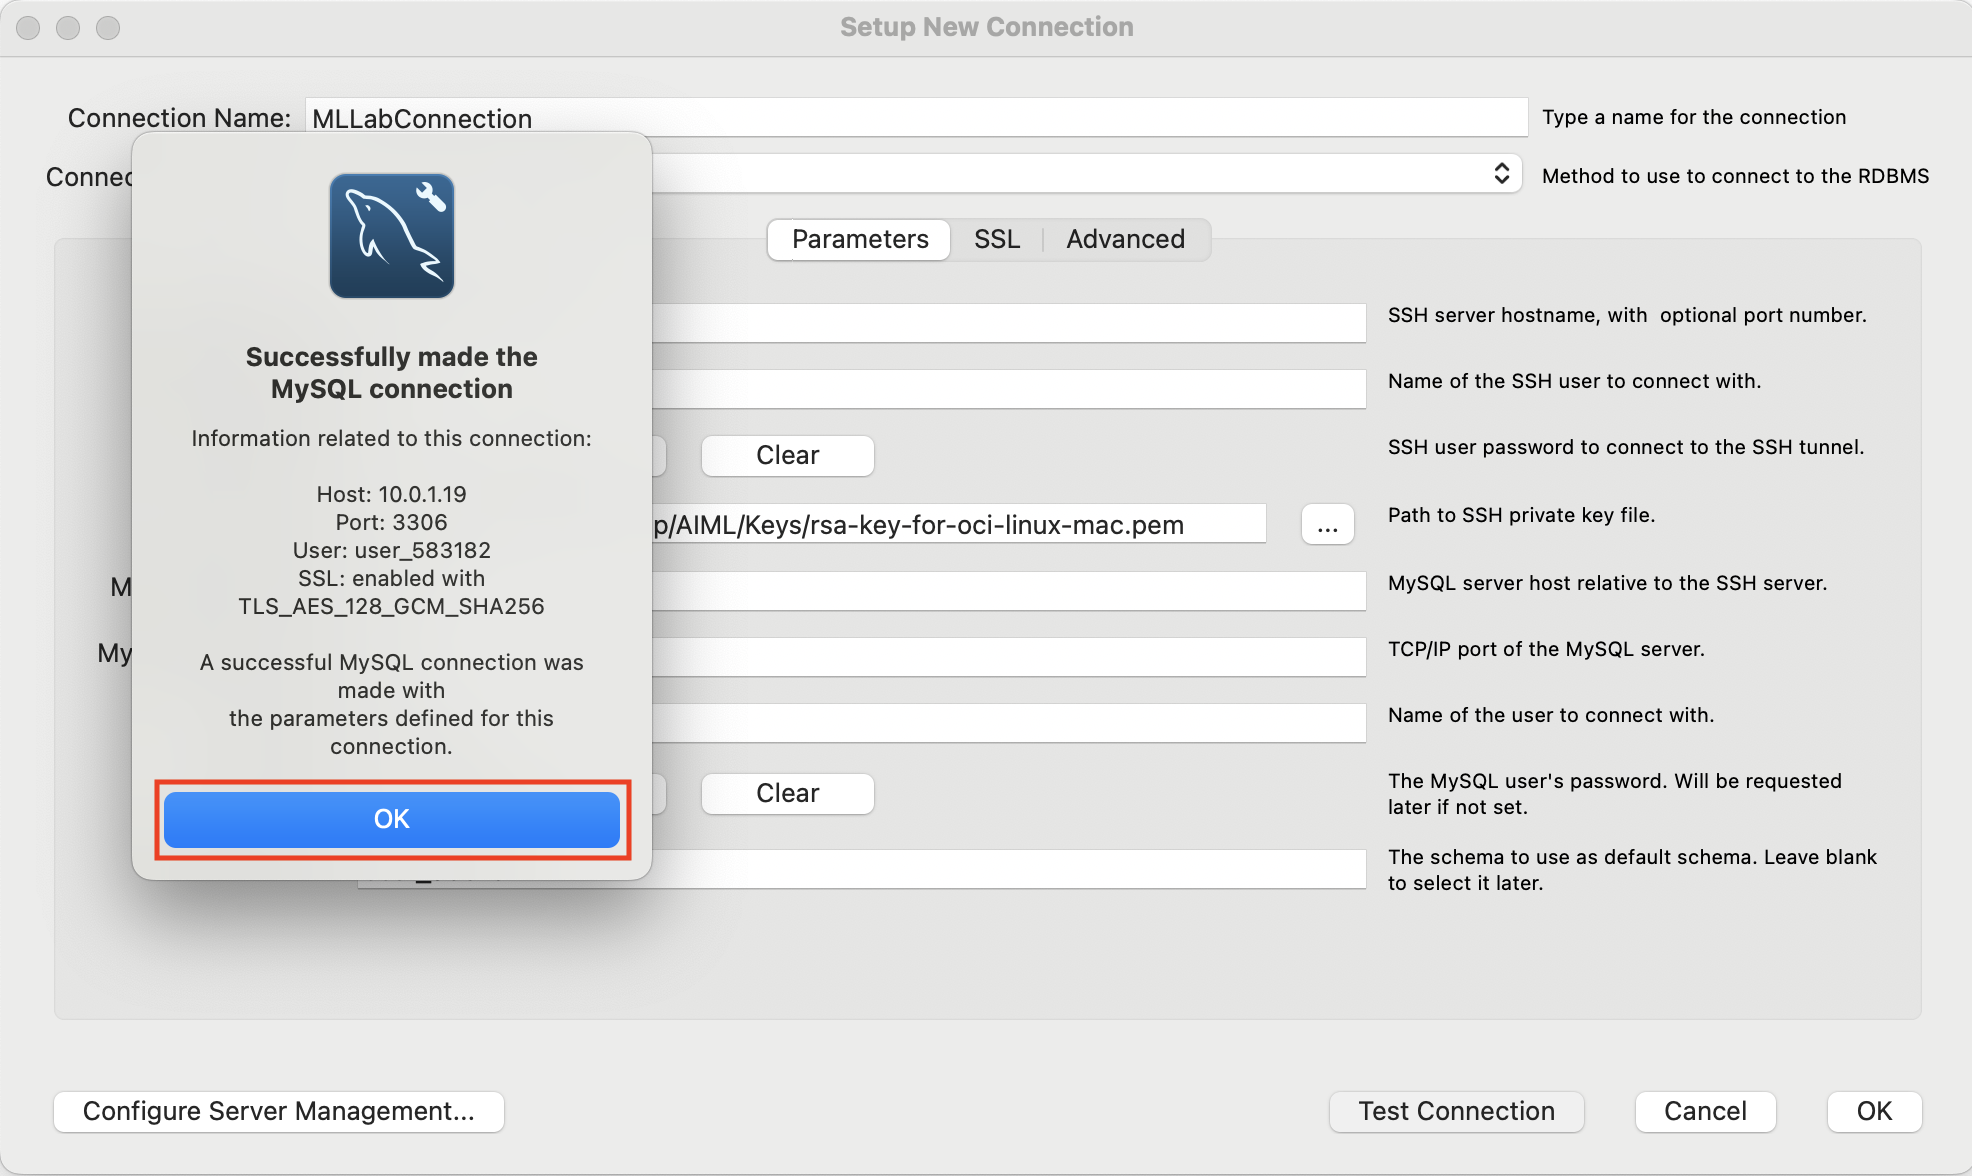 Setup New Connection
Connection Name: MLLabConnection Type a name for the connection
Method to use to connect to the RDBMS
Parameters SSL Advanced
Successfully made the
MySQL connection
Information related to this connection:
Host: 10.0.1.19
Port: 3306
User: user_583182
SSL: enabled with
TLS_AES_128_GCM_SHA256
A successful MySQL connection was
made with
the parameters defined for this
connection.
OK
SSH server hostname, with optional port number.
Name of the SSH user to connect with.
Clear SSH user password to connect to the SSH tunnel.
p/AIML/Keys/rsa-key-for-oci-linux-mac.pem ... Path to SSH private key file.
MySQL server host relative to the SSH server.
My TCP/IP port of the MySQL server.
Name of the user to connect with.
Clear The MySQL user's password. Will be requested
later if not set.
The schema to use as default schema. Leave blank
to select it later.
Configure Server Management... Test Connection Cancel OK